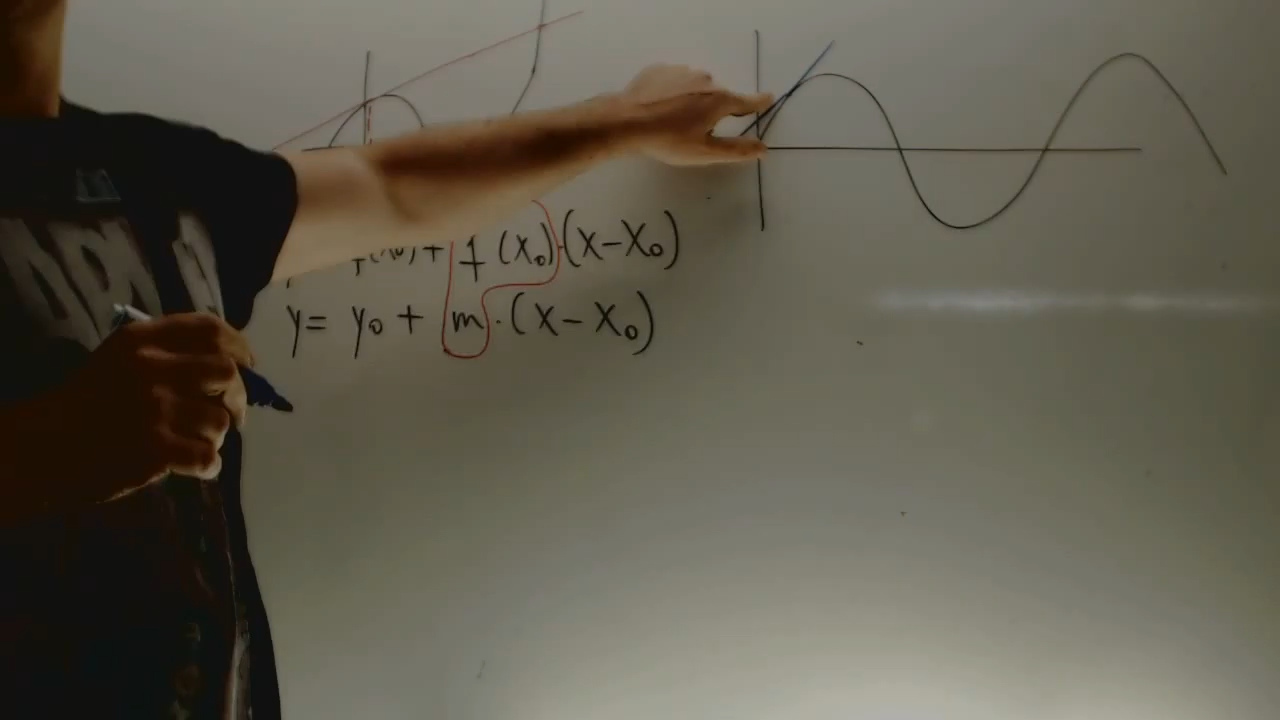 (x₀)·(x-x₀)
y= y₀ + m·(x-x₀)